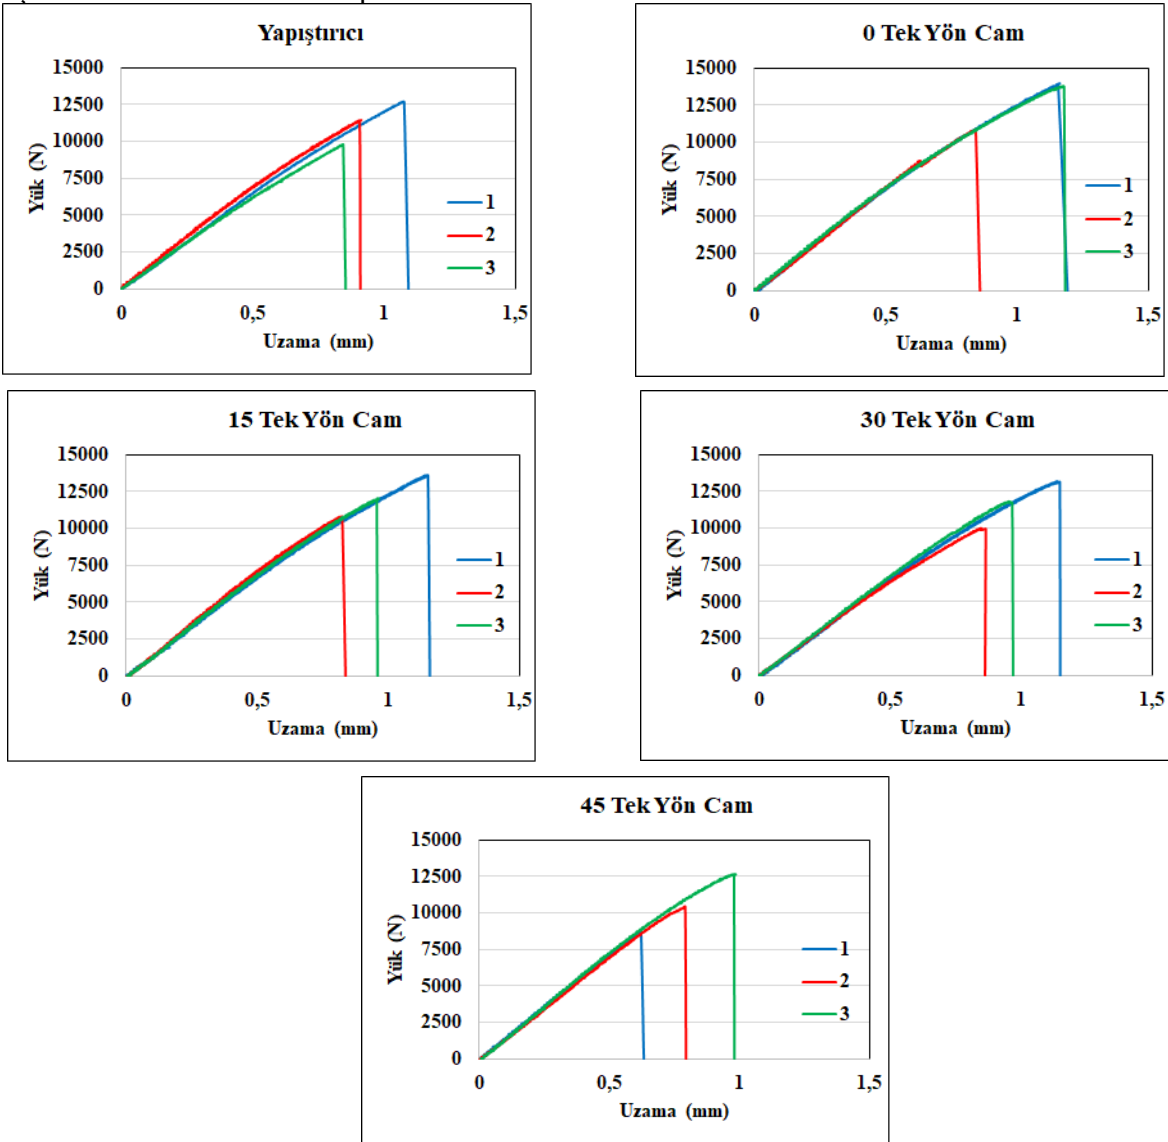 Yapıştırıcı
15000
12500
10000
7500
5000
2500
0
Yük (N)
0 0,5 1 1,5
Uzama (mm)
1
2
3
0 Tek Yön Cam
15000
12500
10000
7500
5000
2500
0
Yük (N)
0 0,5 1 1,5
Uzama (mm)
1
2
3
15 Tek Yön Cam
15000
12500
10000
7500
5000
2500
0
Yük (N)
0 0,5 1 1,5
Uzama (mm)
1
2
3
30 Tek Yön Cam
15000
12500
10000
7500
5000
2500
0
Yük (N)
0 0,5 1 1,5
Uzama (mm)
1
2
3
45 Tek Yön Cam
15000
12500
10000
7500
5000
2500
0
Yük (N)
0 0,5 1 1,5
Uzama (mm)
1
2
3